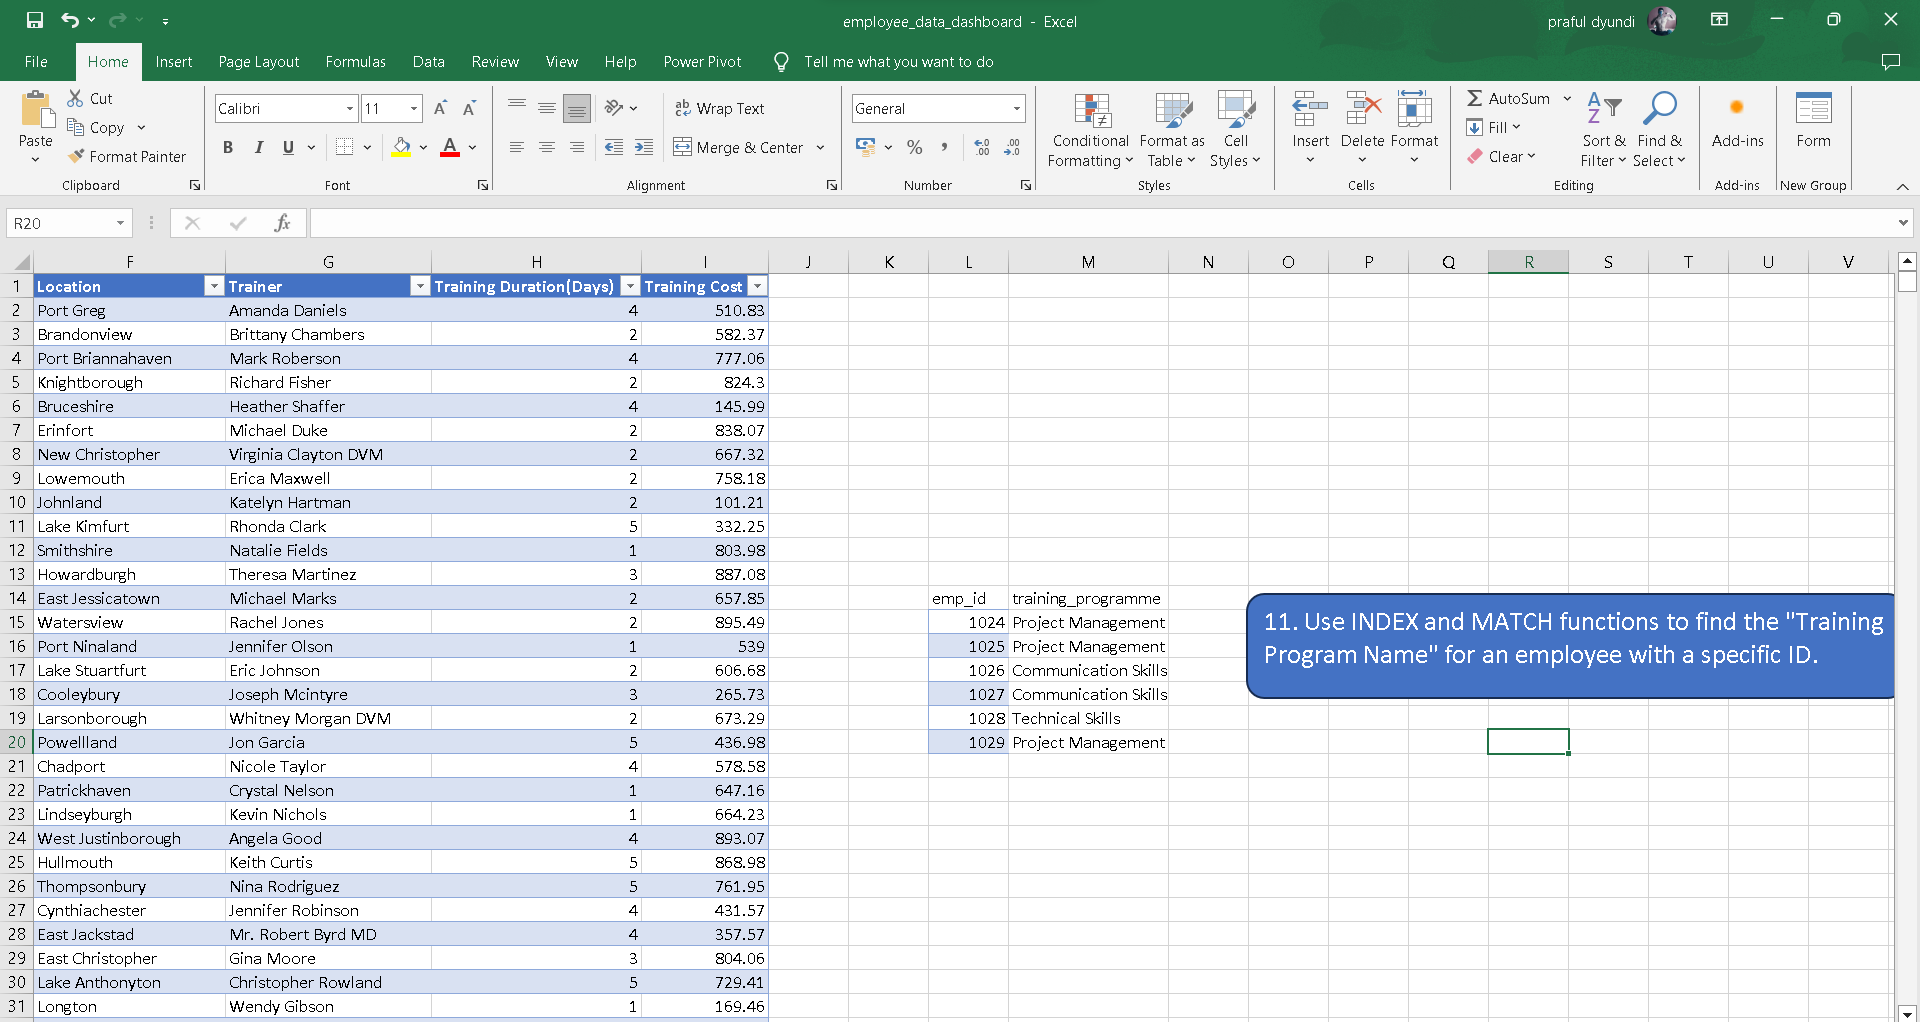 employee_data_dashboard - Excel
praful dyundi
File Home Insert Page Layout Formulas Data Review View Help Power Pivot Tell me what you want to do
Paste
Cut
Copy
Format Painter
Clipboard
Calibri 11
B I U A
Font
ab Wrap Text
Merge & Center
Alignment
General
%
Number
Conditional Formatting
Format as Table
Cell Styles
Styles
Insert Delete Format
Cells
AutoSum
Fill
Clear
Sort & Filter
Find & Select
Editing
Add-ins
Add-ins
Form
New Group
R20 fx
F G H I J K L M N O P Q R S T U V
1 Location Trainer Training Duration(Days) Training Cost
2 Port Greg Amanda Daniels 4 510.83
3 Brandonview Brittany Chambers 2 582.37
4 Port Briannahaven Mark Roberson 4 777.06
5 Knightborough Richard Fisher 2 824.3
6 Bruceshire Heather Shaffer 4 145.99
7 Erinfort Michael Duke 2 838.07
8 New Christopher Virginia Clayton DVM 2 667.32
9 Lowemouth Erica Maxwell 2 758.18
10 Johnland Katelyn Hartman 2 101.21
11 Lake Kimfurt Rhonda Clark 5 332.25
12 Smithshire Natalie Fields 1 803.98
13 Howardburgh Theresa Martinez 3 887.08
14 East Jessicatown Michael Marks 2 657.85 emp_id training_programme
15 Watersview Rachel Jones 2 895.49 1024 Project Management
16 Port Ninaland Jennifer Olson 1 539 1025 Project Management
17 Lake Stuartfurt Eric Johnson 2 606.68 1026 Communication Skills
18 Cooleybury Joseph Mcintyre 3 265.73 1027 Communication Skills
19 Larsonborough Whitney Morgan DVM 2 673.29 1028 Technical Skills
20 Powellland Jon Garcia 5 436.98 1029 Project Management
21 Chadport Nicole Taylor 4 578.58
22 Patrickhaven Crystal Nelson 1 647.16
23 Lindseyburgh Kevin Nichols 1 664.23
24 West Justinborough Angela Good 4 893.07
25 Hullmouth Keith Curtis 5 868.98
26 Thompsonbury Nina Rodriguez 5 761.95
27 Cynthiachester Jennifer Robinson 4 431.57
28 East Jackstad Mr. Robert Byrd MD 4 357.57
29 East Christopher Gina Moore 3 804.06
30 Lake Anthonyton Christopher Rowland 5 729.41
31 Longton Wendy Gibson 1 169.46
11. Use INDEX and MATCH functions to find the "Training
Program Name" for an employee with a specific ID.